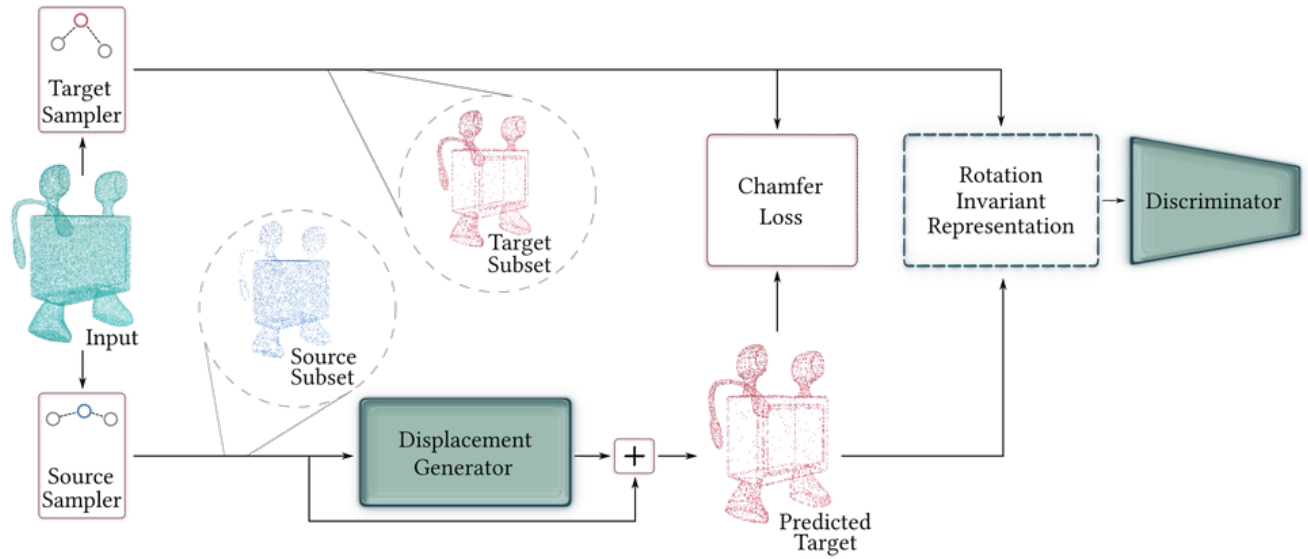 Target
Sampler
Input
Source
Sampler
Target
Subset
Source
Subset
Displacement
Generator
+
Predicted
Target
Chamfer
Loss
Rotation
Invariant
Representation
Discriminator